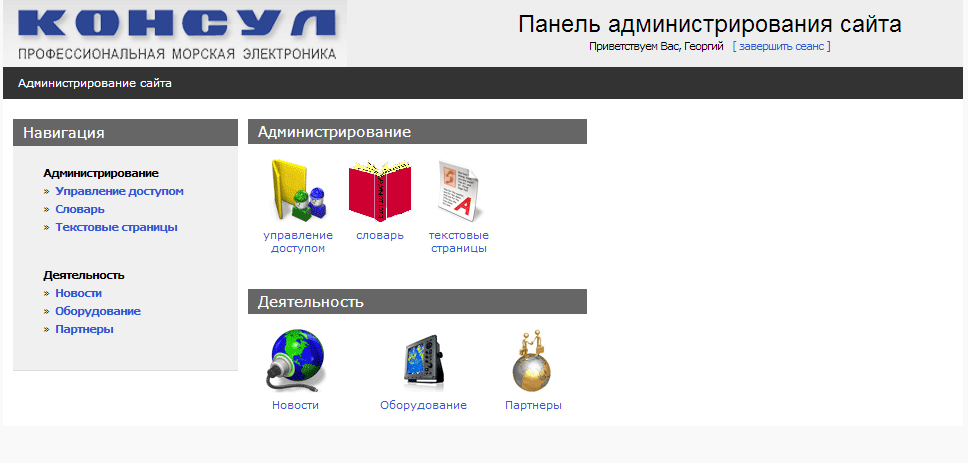 КОНСУЛ
ПРОФЕССИОНАЛЬНАЯ МОРСКАЯ ЭЛЕКТРОНИКА
Панель администрирования сайта
Приветствуем Вас, Георгий [ завершить сеанс ]
Администрирование сайта
Навигация
Администрирование
» Управление доступом
» Словарь
» Текстовые страницы
Деятельность
» Новости
» Оборудование
» Партнеры
Администрирование
управление
доступом
словарь
текстовые
страницы
Деятельность
Новости
Оборудование
Партнеры